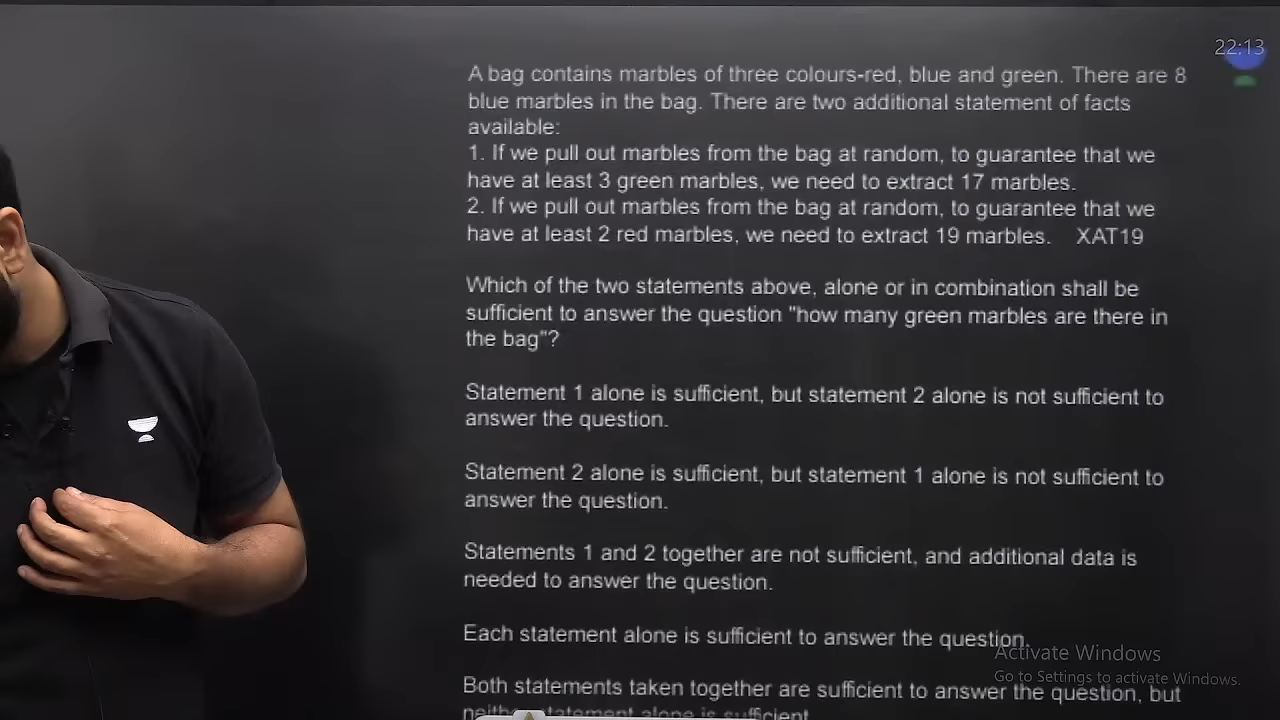 22:13
A bag contains marbles of three colours-red, blue and green. There are 8
blue marbles in the bag. There are two additional statement of facts
available:
1. If we pull out marbles from the bag at random, to guarantee that we
have at least 3 green marbles, we need to extract 17 marbles.
2. If we pull out marbles from the bag at random, to guarantee that we
have at least 2 red marbles, we need to extract 19 marbles. XAT19
Which of the two statements above, alone or in combination shall be
sufficient to answer the question "how many green marbles are there in
the bag"?
Statement 1 alone is sufficient, but statement 2 alone is not sufficient to
answer the question.
Statement 2 alone is sufficient, but statement 1 alone is not sufficient to
answer the question.
Statements 1 and 2 together are not sufficient, and additional data is
needed to answer the question.
Each statement alone is sufficient to answer the question.
Activate Windows
Go to Settings to activate Windows.
Both statements taken together are sufficient to answer the question, but
statement alone is sufficient